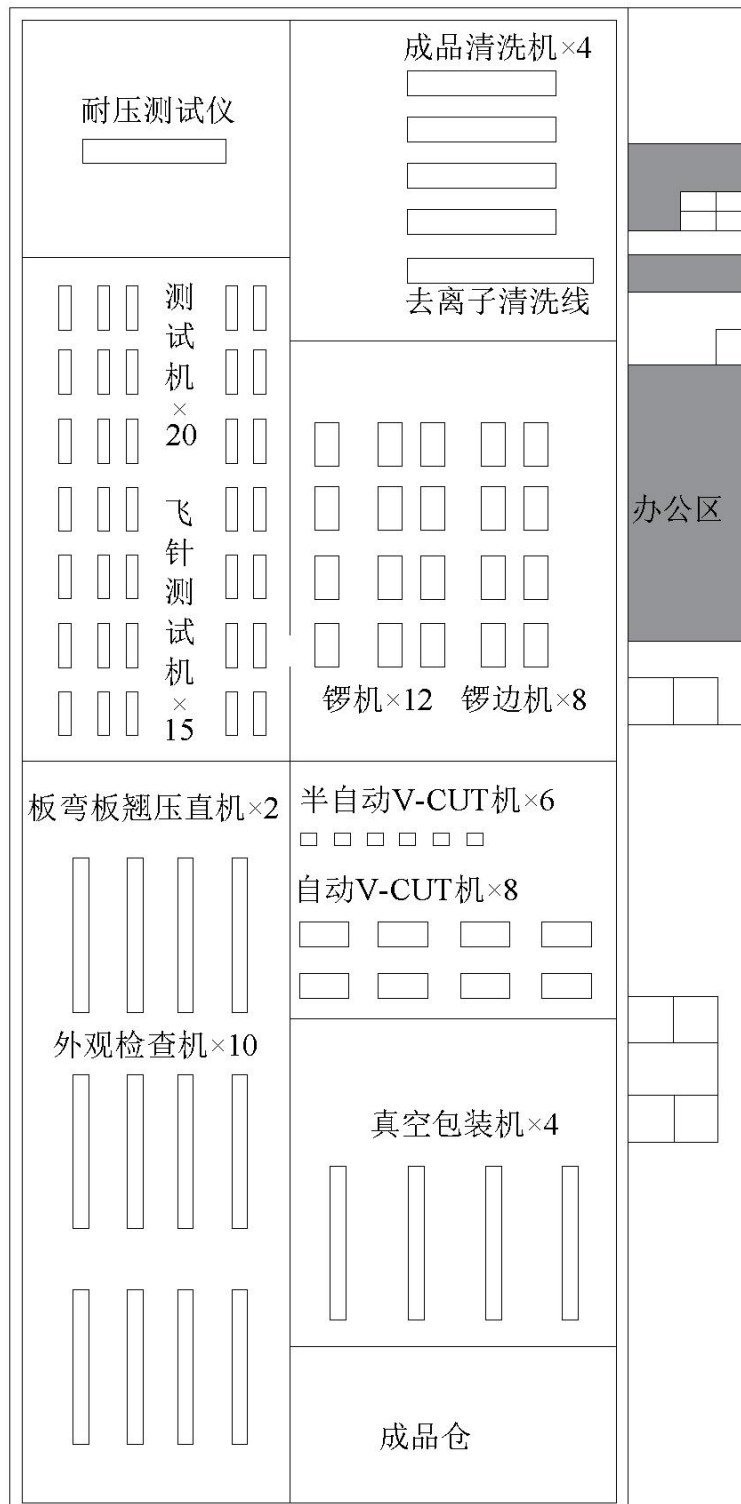 成品清洗机×4
耐压测试仪
去离子清洗线
测试机×20
飞针测试机×15
办公区
锣机×12
锣边机×8
板弯板翘压直机×2
半自动V-CUT机×6
自动V-CUT机×8
外观检查机×10
真空包装机×4
成品仓